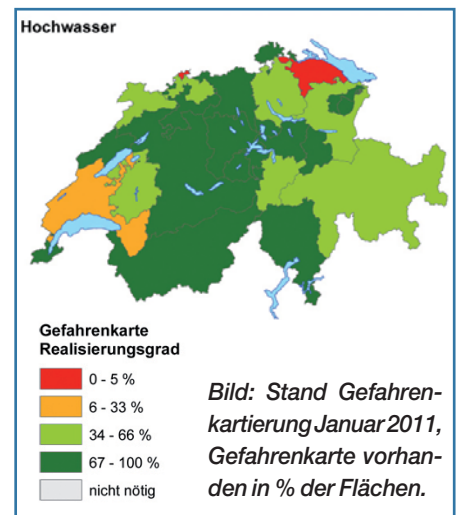 Hochwasser
Gefahrenkarte
Realisierungsgrad
0 - 5 %
6 - 33 %
34 - 66 %
67 - 100 %
nicht nötig
Bild: Stand Gefahren-
kartierung Januar 2011,
Gefahrenkarte vorhan-
den in % der Flächen.